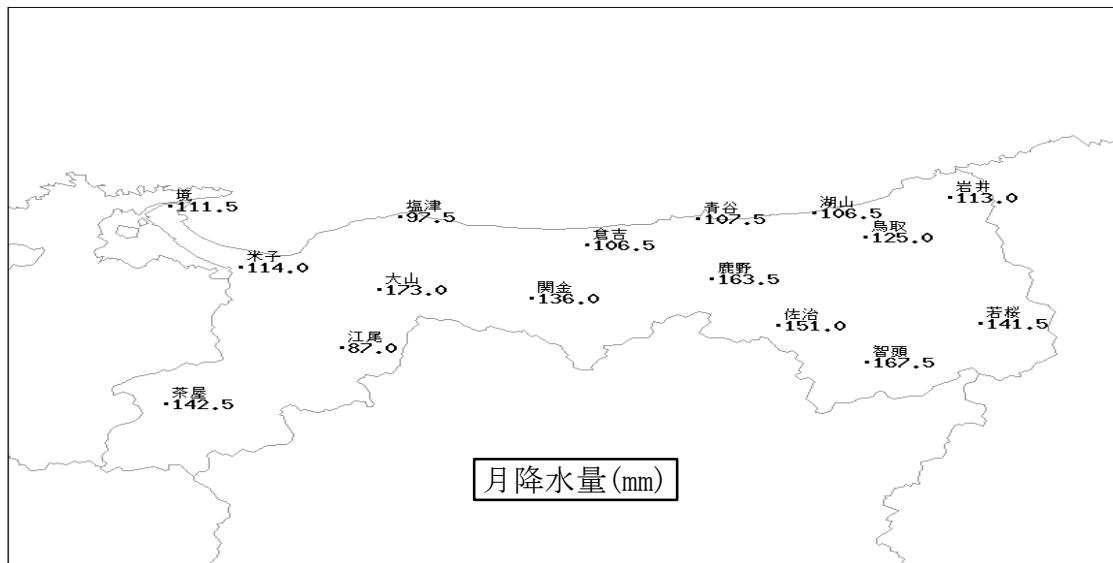 境
111.5
塩津
97.5
青谷
107.5
湖山
106.5
岩井
113.0
鳥取
125.0
倉吉
106.5
米子
114.0
大山
173.0
関金
136.0
鹿野
163.5
佐治
151.0
若桜
141.5
江尾
87.0
智頭
167.5
茶屋
142.5
月降水量(mm)